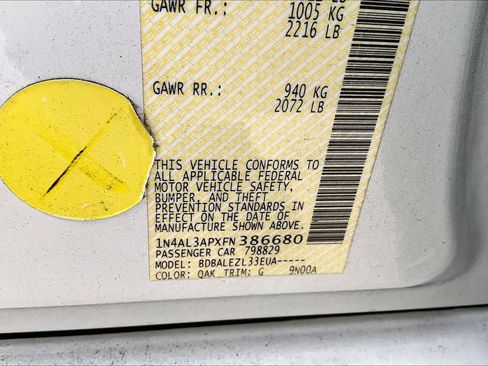 GAWR FR.:
1005 KG
2216 LB
GAWR RR.:
940 KG
2072 LB
THIS VEHICLE CONFORMS TO
ALL APPLICABLE FEDERAL
MOTOR VEHICLE SAFETY,
BUMPER, AND THEFT
PREVENTION STANDARDS IN
EFFECT ON THE DATE OF
MANUFACTURE SHOWN ABOVE
1N4AL3APXFN386680
PASSENGER CAR 798829
MODEL: BDBALEZL33EUA-----
COLOR: QAK TRIM: G 9N00A